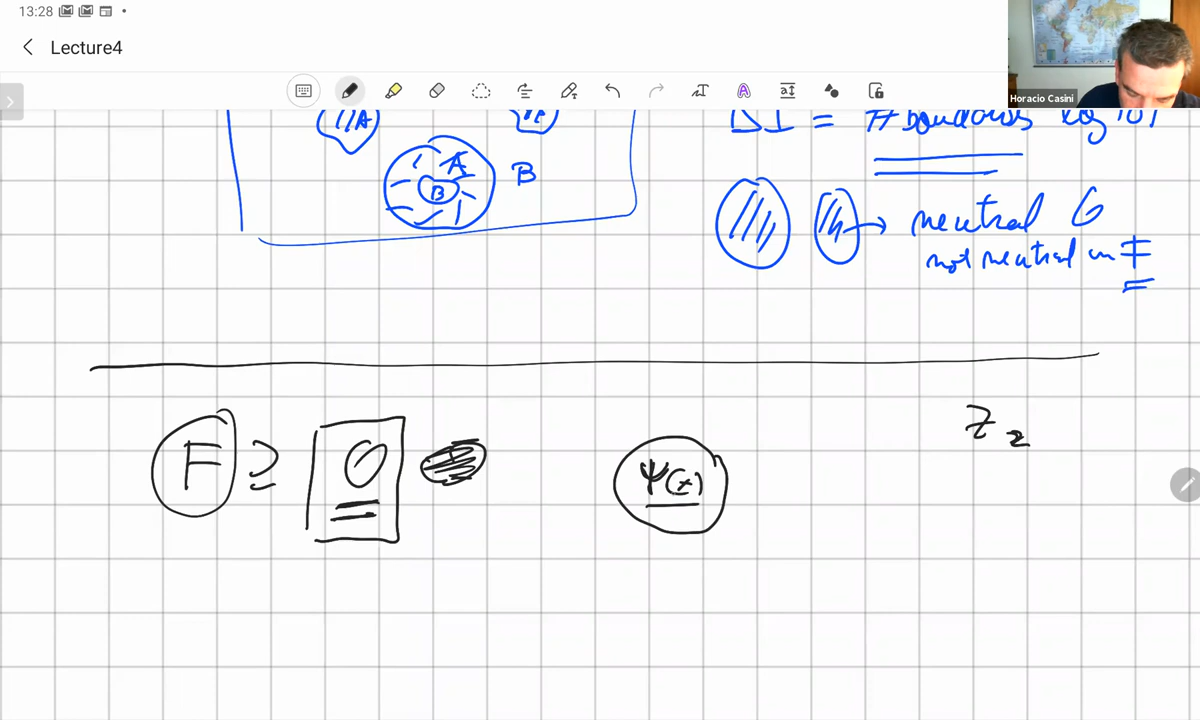 13:28
Lecture4
Horacio Casini
A
A
B
B
ΔI = # boundaries log |G|
neutral G
not neutral in F
Z₂
F ⊇ O
ψ(x)